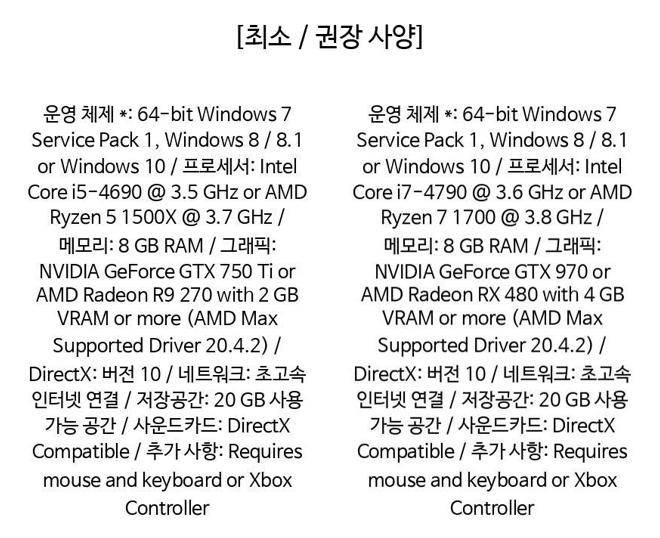 [최소 / 권장 사양]
운영 체제 *: 64-bit Windows 7
Service Pack 1, Windows 8 / 8.1
or Windows 10 / 프로세서: Intel
Core i5-4690 @ 3.5 GHz or AMD
Ryzen 5 1500X @ 3.7 GHz /
메모리: 8 GB RAM / 그래픽:
NVIDIA GeForce GTX 750 Ti or
AMD Radeon R9 270 with 2 GB
VRAM or more (AMD Max
Supported Driver 20.4.2) /
DirectX: 버전 10 / 네트워크: 초고속
인터넷 연결 / 저장공간: 20 GB 사용
가능 공간 / 사운드카드: DirectX
Compatible / 추가 사항: Requires
mouse and keyboard or Xbox
Controller
운영 체제 *: 64-bit Windows 7
Service Pack 1, Windows 8 / 8.1
or Windows 10 / 프로세서: Intel
Core i7-4790 @ 3.6 GHz or AMD
Ryzen 7 1700 @ 3.8 GHz /
메모리: 8 GB RAM / 그래픽:
NVIDIA GeForce GTX 970 or
AMD Radeon RX 480 with 4 GB
VRAM or more (AMD Max
Supported Driver 20.4.2) /
DirectX: 버전 10 / 네트워크: 초고속
인터넷 연결 / 저장공간: 20 GB 사용
가능 공간 / 사운드카드: DirectX
Compatible / 추가 사항: Requires
mouse and keyboard or Xbox
Controller